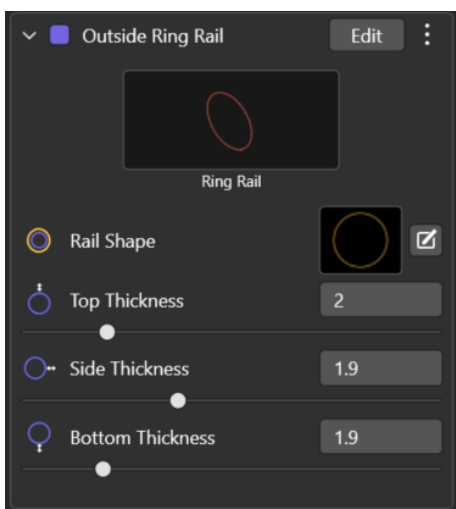 Outside Ring Rail Edit
Ring Rail
Rail Shape
Top Thickness 2
Side Thickness 1.9
Bottom Thickness 1.9